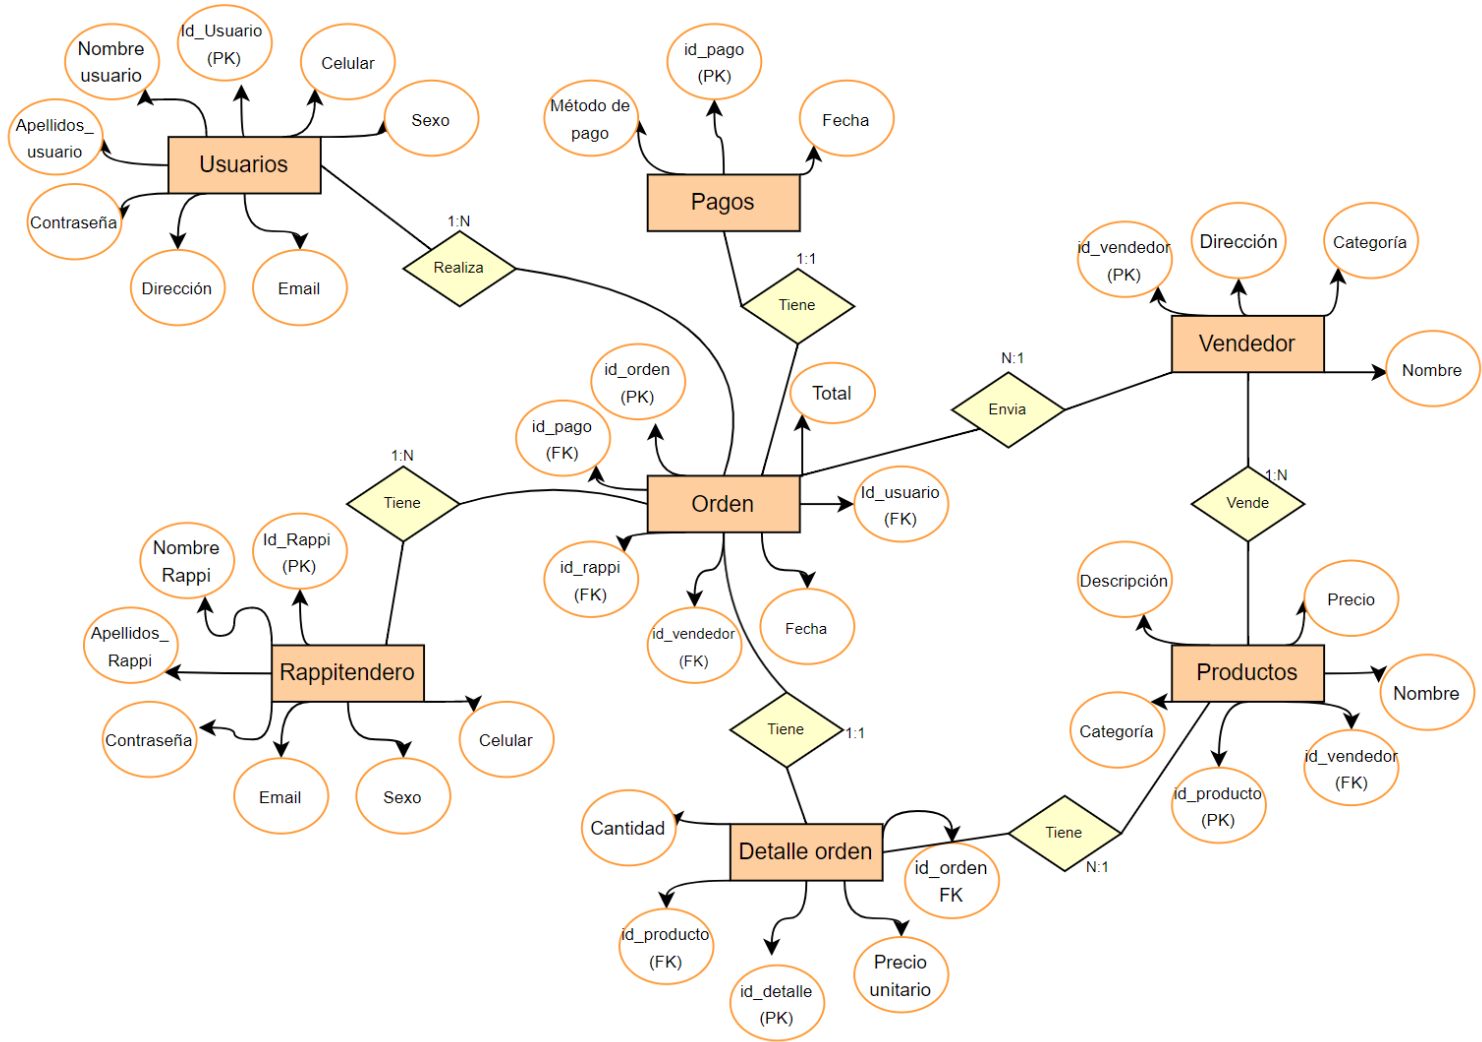 Nombre
usuario
Id_Usuario
(PK)
Celular
Sexo
Apellidos_
usuario
Usuarios
Contraseña
Dirección
Email
1:N
Realiza
id_pago
(PK)
Método de
pago
Fecha
Pagos
1:1
Tiene
id_vendedor
(PK)
Dirección
Categoría
Vendedor
Nombre
N:1
Envia
id_orden
(PK)
Total
id_pago
(FK)
Orden
Id_usuario
(FK)
id_rappi
(FK)
id_vendedor
(FK)
Fecha
1:N
Tiene
1:N
Vende
Nombre
Rappi
Id_Rappi
(PK)
Apellidos_
Rappi
Rappitendero
Contraseña
Email
Sexo
Celular
Descripción
Precio
Productos
Nombre
Categoría
id_producto
(PK)
id_vendedor
(FK)
Tiene
1:1
Cantidad
Detalle orden
id_orden
FK
Tiene
N:1
id_producto
(FK)
id_detalle
(PK)
Precio
unitario